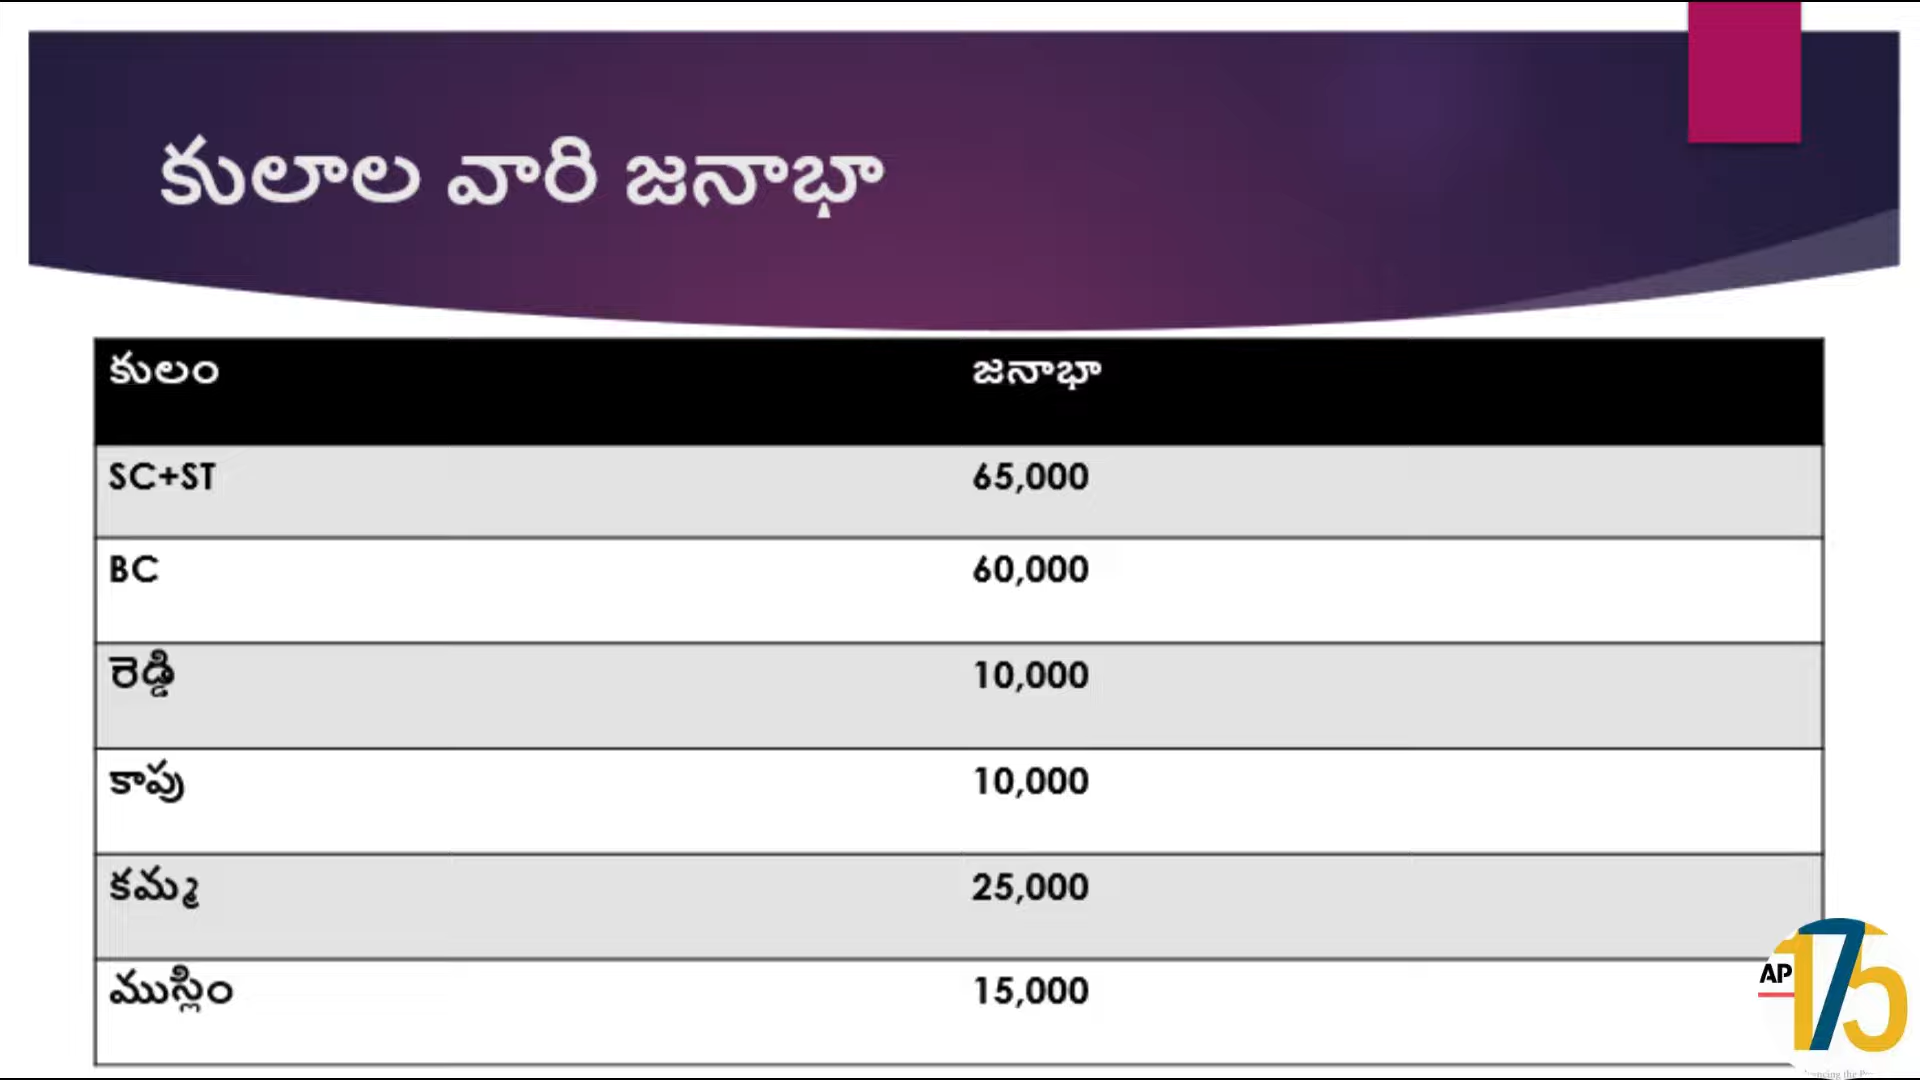 కులాల వారి జనాభా
కులం జనాభా
SC+ST 65,000
BC 60,000
రెడ్డి 10,000
కాపు 10,000
కమ్మ 25,000
ముస్లిం 15,000
AP 175